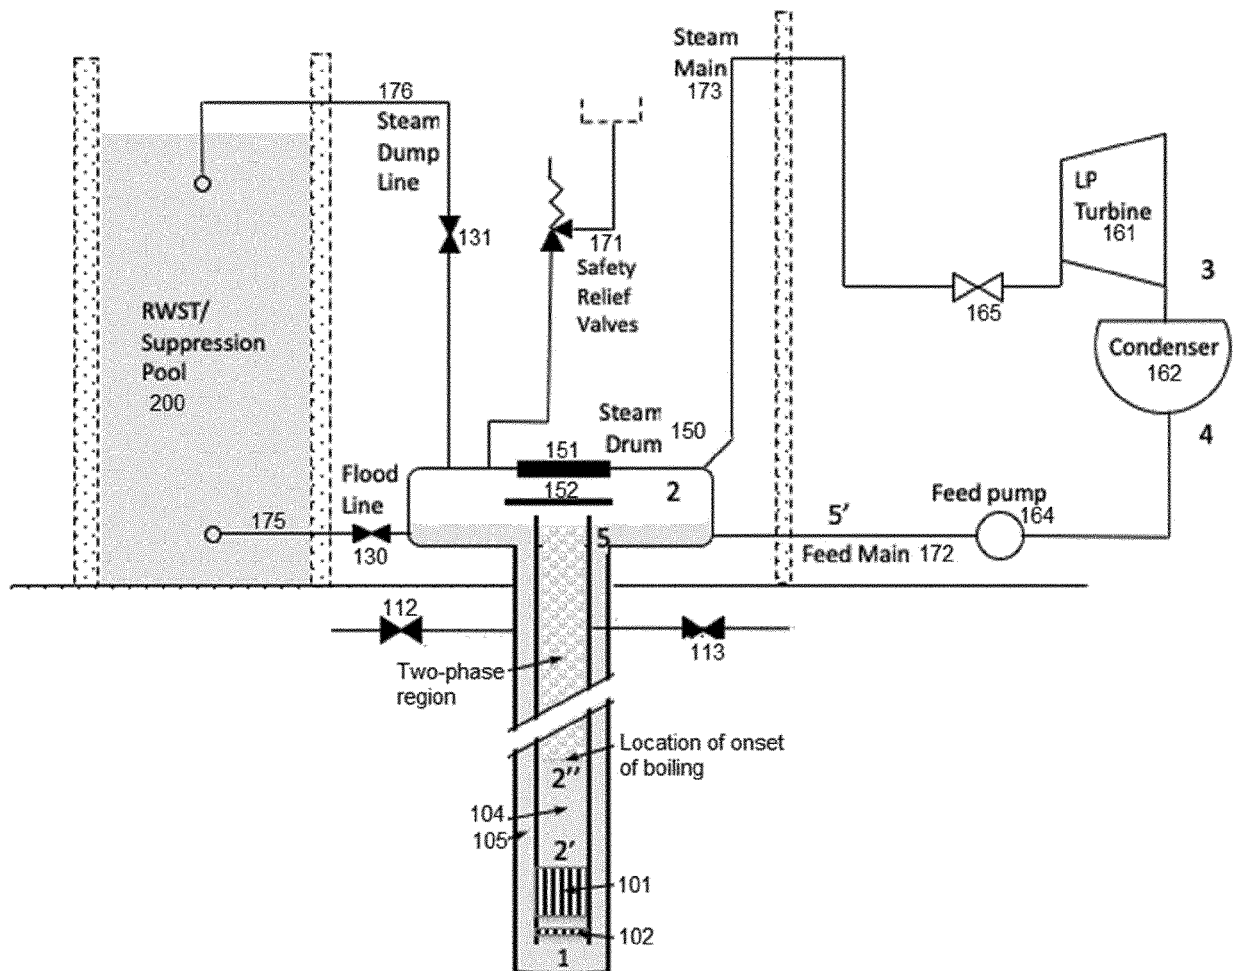 Steam
Main
173
176
Steam
Dump
Line
131
171
Safety
Relief
Valves
LP
Turbine
161
3
165
Condenser
162
4
RWST/
Suppression
Pool
200
Steam
Drum
150
151
152
2
Flood
Line
175
130
5
5'
Feed pump
164
Feed Main 172
112
113
Two-phase
region
Location of onset
of boiling
2''
104
105
2'
101
102
1